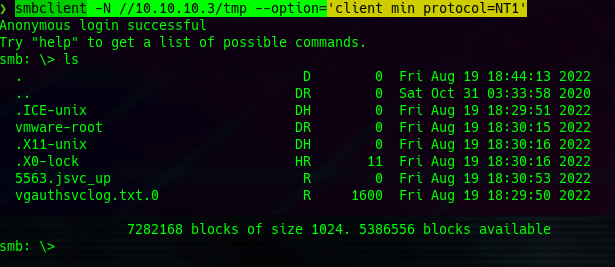 ❯ smbclient -N //10.10.10.3/tmp --option='client min protocol=NT1'
Anonymous login successful
Try "help" to get a list of possible commands.
smb: \> ls
  .                                   D        0  Fri Aug 19 18:44:13 2022
  ..                                 DR        0  Sat Oct 31 03:33:58 2020
  .ICE-unix                          DH        0  Fri Aug 19 18:29:51 2022
  vmware-root                        DR        0  Fri Aug 19 18:30:15 2022
  .X11-unix                          DH        0  Fri Aug 19 18:30:16 2022
  .X0-lock                           HR       11  Fri Aug 19 18:30:16 2022
  5563.jsvc_up                        R        0  Fri Aug 19 18:30:53 2022
  vgauthsvclog.txt.0                  R     1600  Fri Aug 19 18:29:50 2022

                7282168 blocks of size 1024. 5386556 blocks available
smb: \>